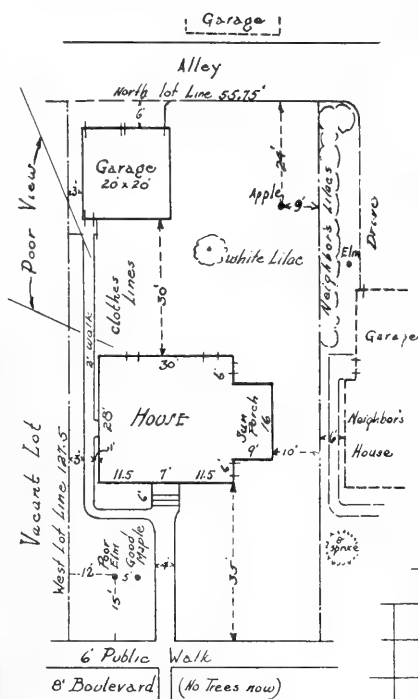 Garage
Alley
North lot Line 55.75'
6'
Garage
20' x 20'
3'
24'
Apple
9'
Neighbor's Lilacs
Drive
Elm
Poor View
White Lilac
clothes
Lines
30'
2' Walk
Garage
30'
6'
HOUSE
28'
Sun Porch
16
9'
10'
6'
Neighbor's
House
Vacant Lot
West Lot Line 127.5
3'
11.5
7'
11.5
6'
6'
8'
Spruce
Poor
Elm
Good
Maple
12'
5'
4'
15'
35'
6' Public Walk
8' Boulevard (No Trees now)